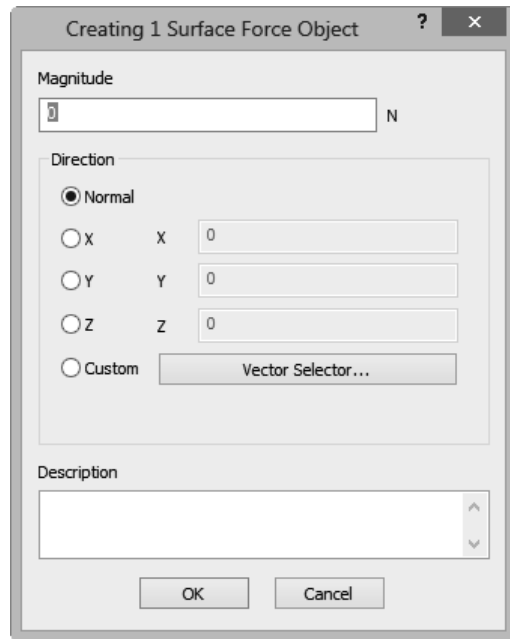 Creating 1 Surface Force Object ? ×
Magnitude
0 N
Direction
Normal
X X 0
Y Y 0
Z Z 0
Custom Vector Selector...
Description
OK Cancel